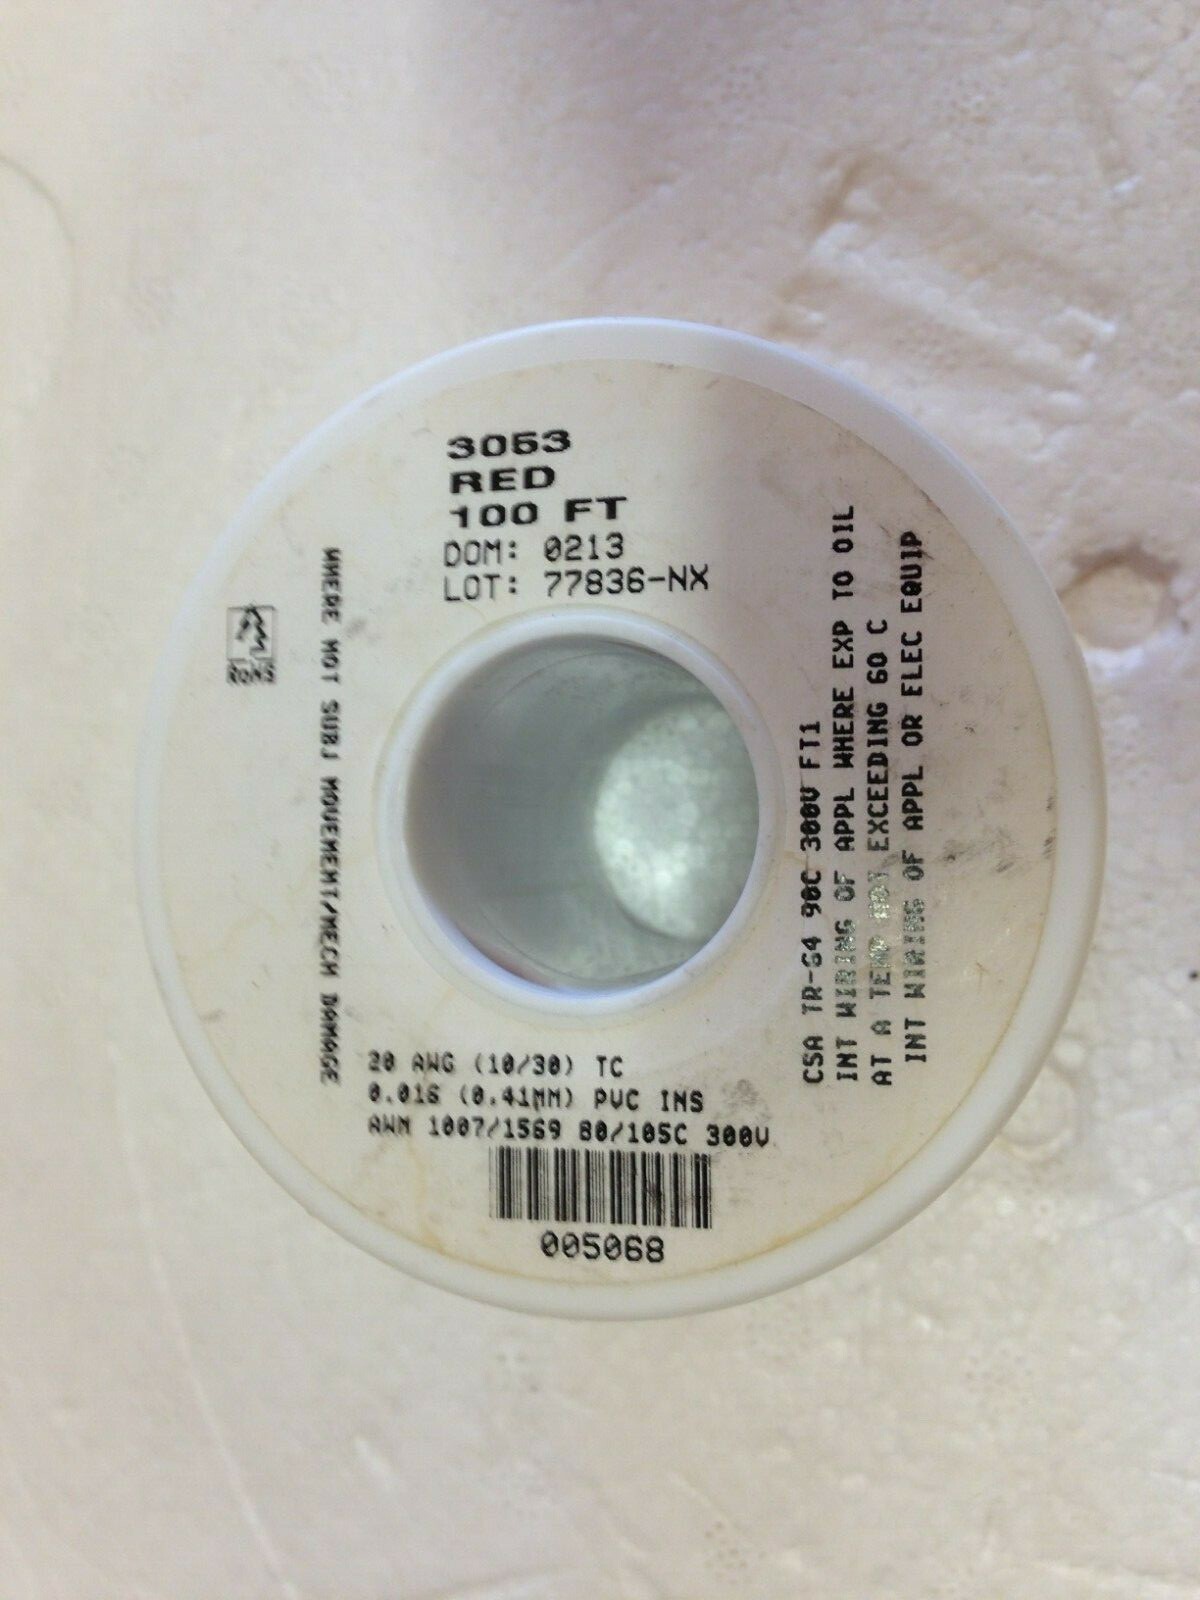 3053
RED
100 FT
DOM: 0213
LOT: 77836-NX
ROHS
WHERE NOT SUBJ MOVEMENT/MECH DAMAGE
CSA TR-64 90C 300V FT1
INT WIRING OF APPL WHERE EXP TO OIL
AT A TEMP NOT EXCEEDING 60 C
INT WIRING OF APPL OR ELEC EQUIP
20 AWG (10/30) TC
0.016 (0.41MM) PVC INS
AWM 1007/1569 80/105C 300V
005068